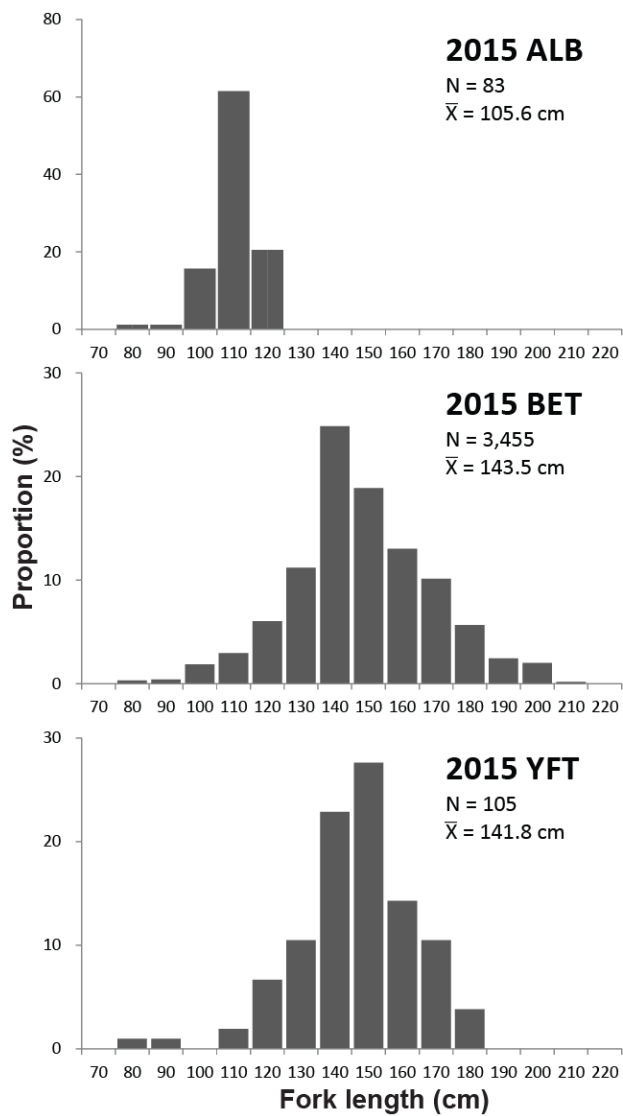 80
60
40
20
0
2015 ALB
N = 83
X̅ = 105.6 cm
70 80 90 100 110 120 130 140 150 160 170 180 190 200 210 220
30
20
10
0
2015 BET
N = 3,455
X̅ = 143.5 cm
70 80 90 100 110 120 130 140 150 160 170 180 190 200 210 220
Proportion (%)
30
20
10
0
2015 YFT
N = 105
X̅ = 141.8 cm
70 80 90 100 110 120 130 140 150 160 170 180 190 200 210 220
Fork length (cm)